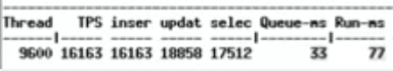 Thread TPS inser updat selec Queue-ms Run-ms
------|----- ----- ----- -----|-------- ------
9600 16163 16163 18858 17512 33 77